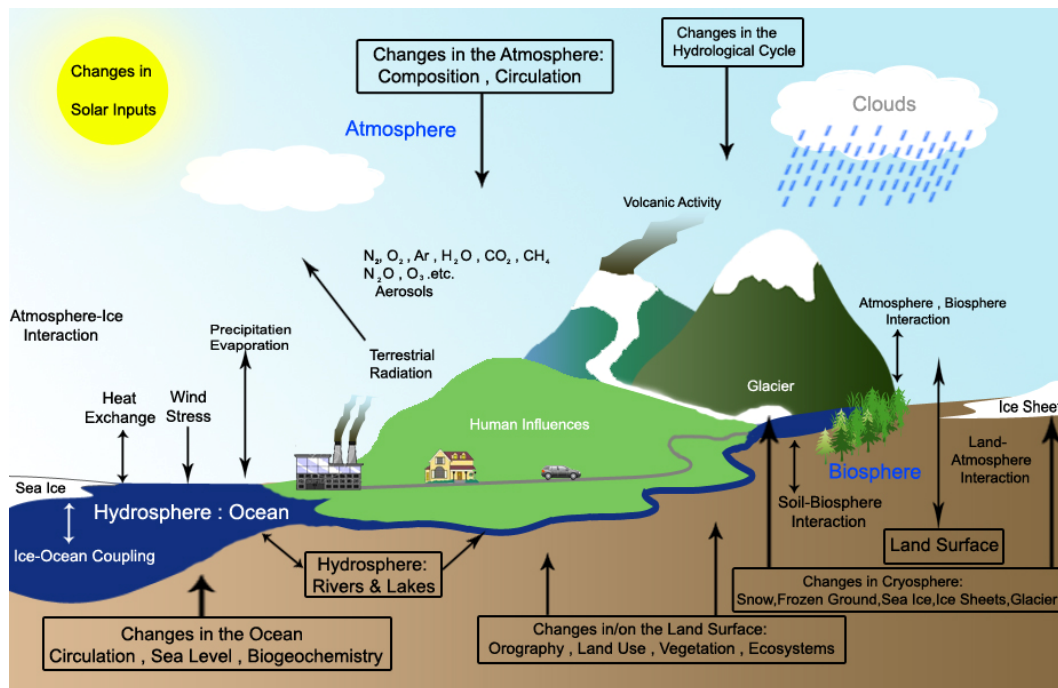 Changes in
Solar Inputs
Changes in the Atmosphere:
Composition , Circulation
Changes in the
Hydrological Cycle
Atmosphere
Clouds
Volcanic Activity
N₂, O₂ , Ar , H₂O , CO₂ , CH₄
N₂O , O₃ .etc.
Aerosols
Atmosphere-Ice
Interaction
Precipitation
Evaporation
Terrestrial
Radiation
Atmosphere , Biosphere
Interaction
Heat
Exchange
Wind
Stress
Glacier
Human Influences
Ice Sheet
Land-
Atmosphere
Interaction
Biosphere
Sea Ice
Hydrosphere : Ocean
Soil-Biosphere
Interaction
Ice-Ocean Coupling
Land Surface
Hydrosphere:
Rivers & Lakes
Changes in Cryosphere:
Snow,Frozen Ground,Sea Ice,Ice Sheets,Glacier
Changes in the Ocean
Circulation , Sea Level , Biogeochemistry
Changes in/on the Land Surface:
Orography , Land Use , Vegetation , Ecosystems